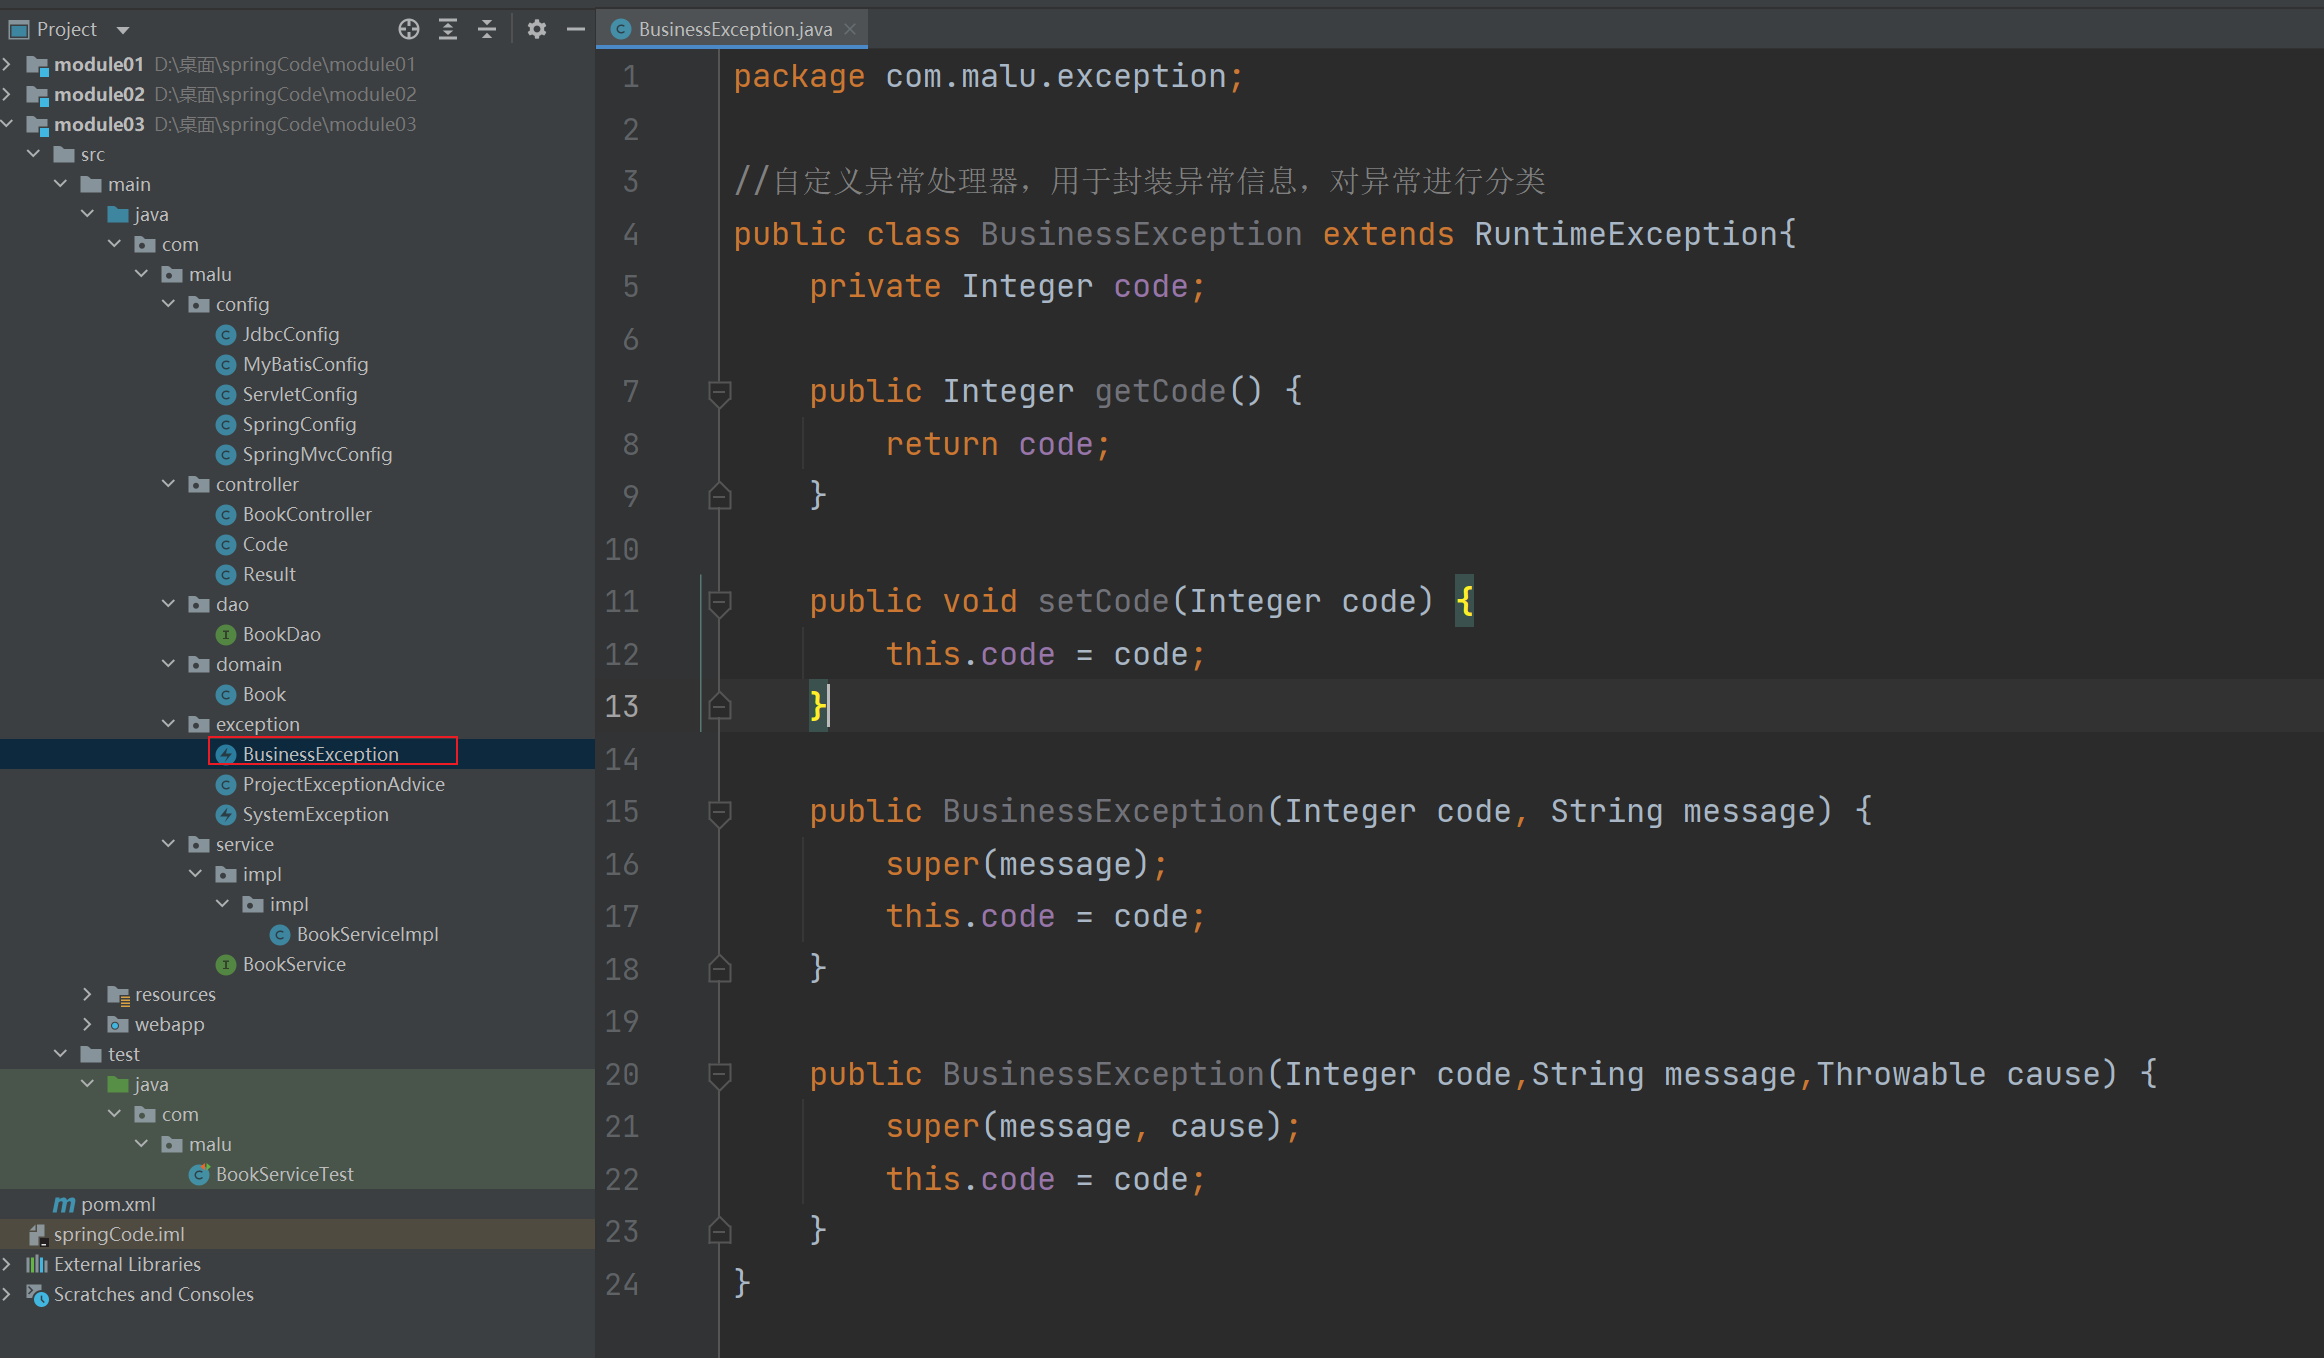 Project
module01 D:\桌面\springCode\module01
module02 D:\桌面\springCode\module02
module03 D:\桌面\springCode\module03
src
main
java
com
malu
config
JdbcConfig
MyBatisConfig
ServletConfig
SpringConfig
SpringMvcConfig
controller
BookController
Code
Result
dao
BookDao
domain
Book
exception
BusinessException
ProjectExceptionAdvice
SystemException
service
impl
impl
BookServiceImpl
BookService
resources
webapp
test
java
com
malu
BookServiceTest
pom.xml
springCode.iml
External Libraries
Scratches and Consoles
BusinessException.java
1 package com.malu.exception;
2
3 //自定义异常处理器，用于封装异常信息，对异常进行分类
4 public class BusinessException extends RuntimeException{
5     private Integer code;
6
7     public Integer getCode() {
8         return code;
9     }
10
11     public void setCode(Integer code) {
12         this.code = code;
13     }
14
15     public BusinessException(Integer code, String message) {
16         super(message);
17         this.code = code;
18     }
19
20     public BusinessException(Integer code,String message,Throwable cause) {
21         super(message, cause);
22         this.code = code;
23     }
24 }